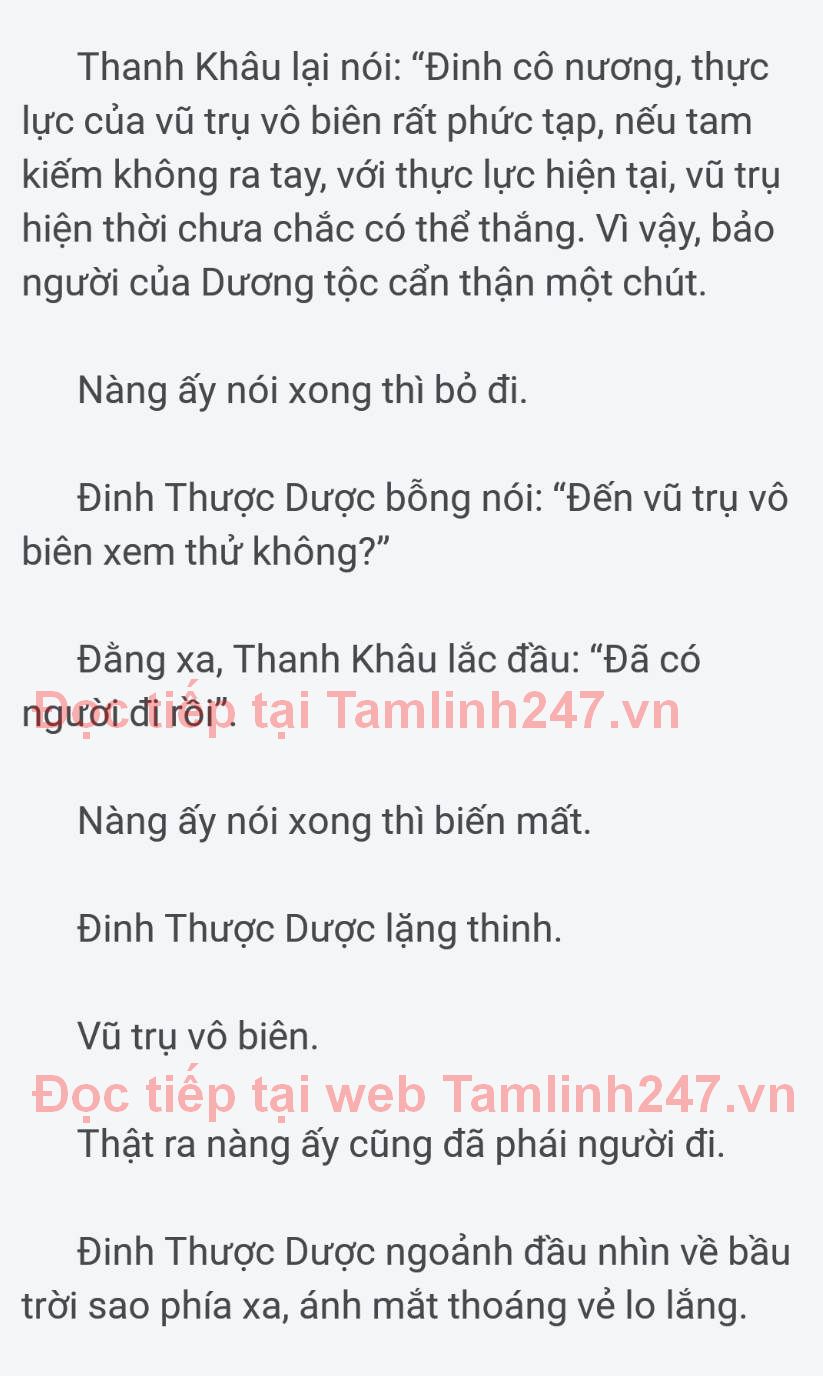 Thanh Khâu lại nói: “Đinh cô nương, thực
lực của vũ trụ vô biên rất phức tạp, nếu tam
kiếm không ra tay, với thực lực hiện tại, vũ trụ
hiện thời chưa chắc có thể thắng. Vì vậy, bảo
người của Dương tộc cẩn thận một chút.
Nàng ấy nói xong thì bỏ đi.
Đinh Thược Dược bỗng nói: “Đến vũ trụ vô
biên xem thử không?”
Đằng xa, Thanh Khâu lắc đầu: “Đã có
người đi rồi”.
Đọc tiếp tại Tamlinh247.vn
Nàng ấy nói xong thì biến mất.
Đinh Thược Dược lặng thinh.
Vũ trụ vô biên.
Đọc tiếp tại web Tamlinh247.vn
Thật ra nàng ấy cũng đã phái người đi.
Đinh Thược Dược ngoảnh đầu nhìn về bầu
trời sao phía xa, ánh mắt thoáng vẻ lo lắng.